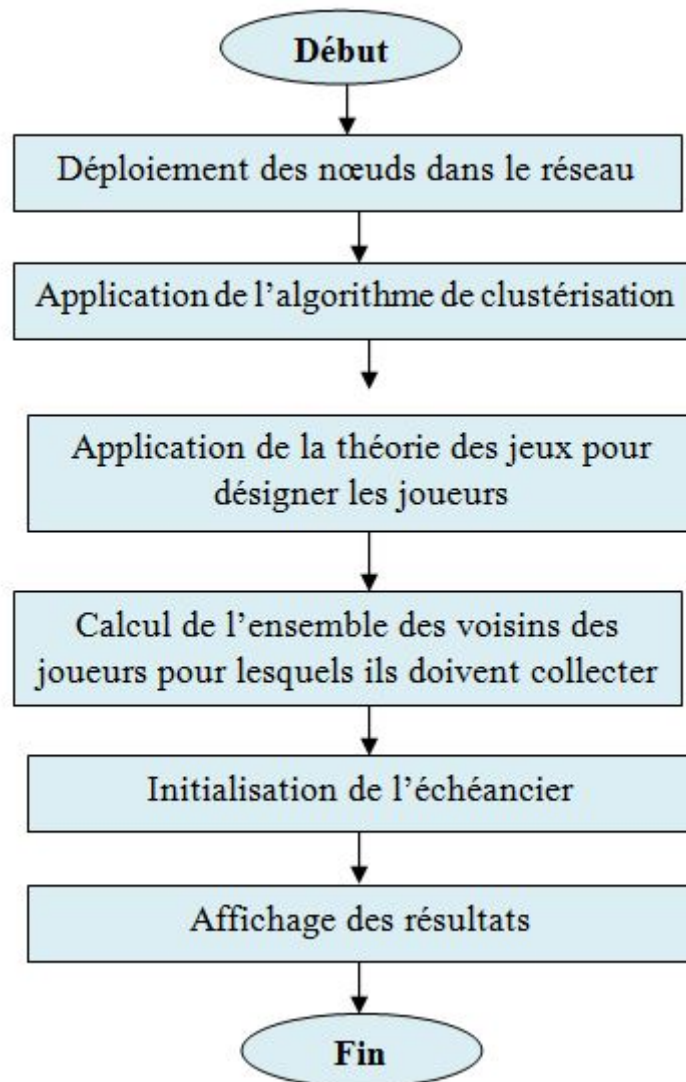 Début
Déploiement des nœuds dans le réseau
Application de l’algorithme de clustérisation
Application de la théorie des jeux pour
désigner les joueurs
Calcul de l’ensemble des voisins des
joueurs pour lesquels ils doivent collecter
Initialisation de l’échéancier
Affichage des résultats
Fin